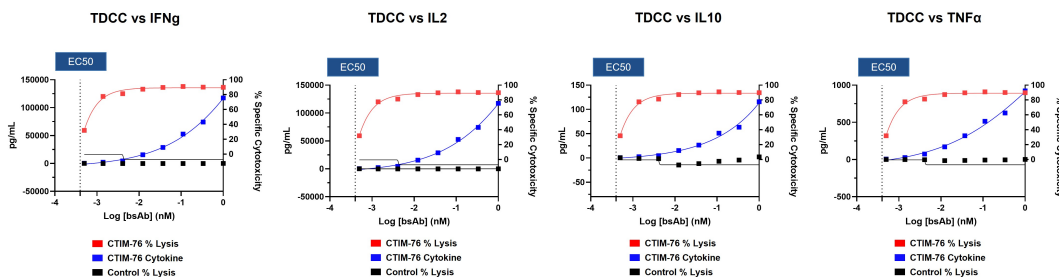 TDCC vs IFNg
EC50
150000
100000
50000
0
-50000
pg/mL
100
80
60
40
20
0
% Specific Cytotoxicity
-4 -3 -2 -1 0
Log [bsAb] (nM)
CTIM-76 % Lysis
CTIM-76 Cytokine
Control % Lysis
TDCC vs IL2
EC50
150000
125000
100000
75000
50000
25000
0
-25000
-50000
pg/mL
100
80
60
40
20
0
% Specific Cytotoxicity
-4 -3 -2 -1 0
Log [bsAb] (nM)
CTIM-76 % Lysis
CTIM-76 Cytokine
Control % Lysis
TDCC vs IL10
EC50
150
100
50
0
-50
pg/mL
100
80
60
40
20
0
% Specific Cytotoxicity
-4 -3 -2 -1 0
Log [bsAb] (nM)
CTIM-76 % Lysis
CTIM-76 Cytokine
Control % Lysis
TDCC vs TNFα
EC50
1000
500
0
-500
pg/mL
100
80
60
40
20
0
% Specific Cytotoxicity
-4 -3 -2 -1 0
Log [bsAb] (nM)
CTIM-76 % Lysis
CTIM-76 Cytokine
Control % Lysis